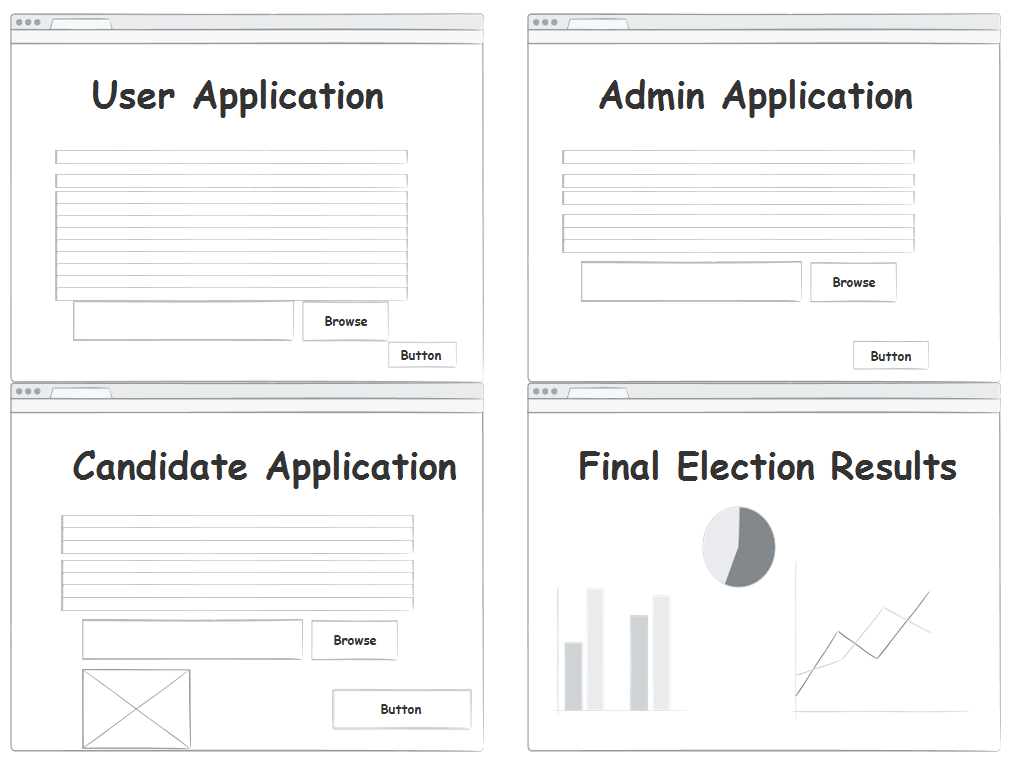 User Application
Browse
Button
Admin Application
Browse
Button
Candidate Application
Browse
Button
Final Election Results